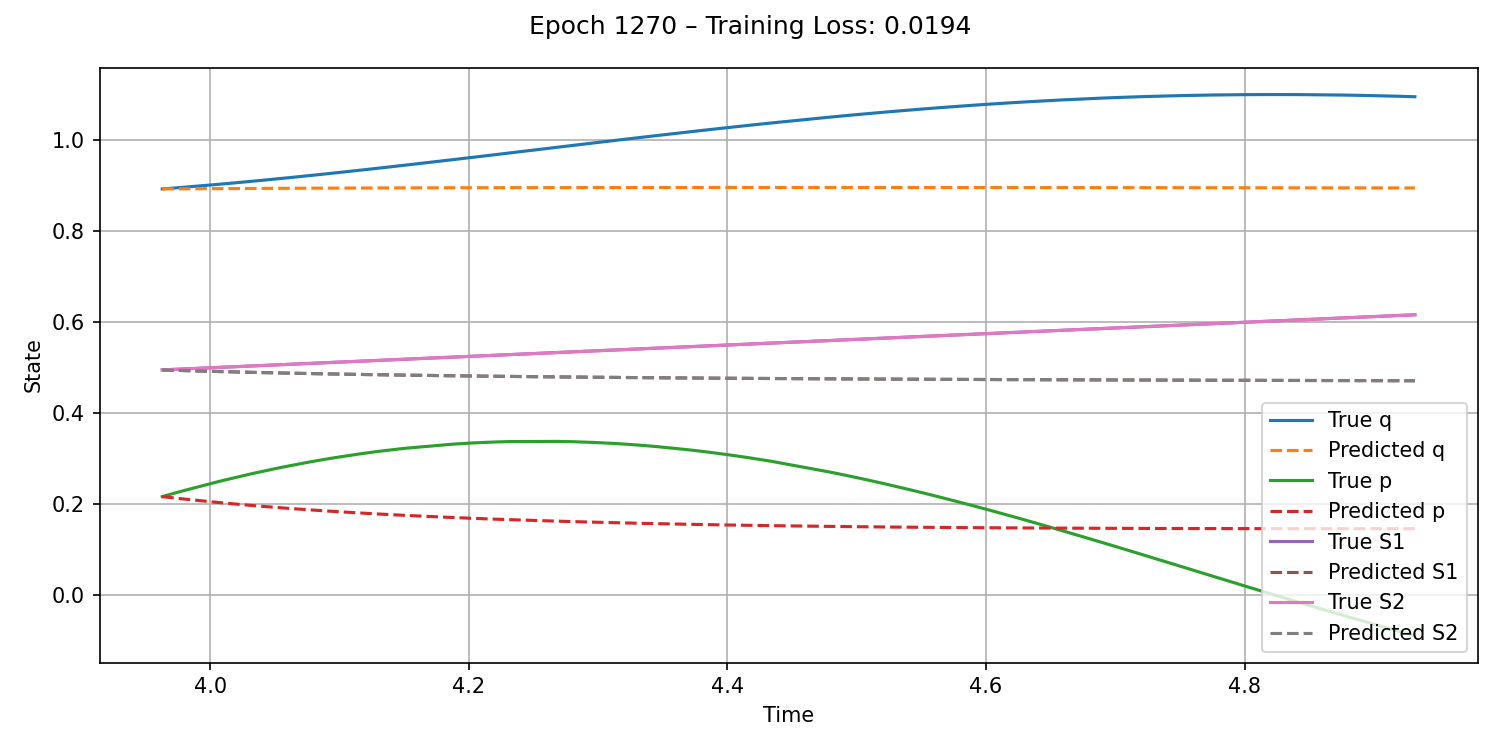 Epoch 1270 – Training Loss: 0.0194
1.0
0.8
0.6
0.4
0.2
0.0
State
True q
Predicted q
True p
Predicted p
True S1
Predicted S1
True S2
Predicted S2
4.0 4.2 4.4 4.6 4.8
Time